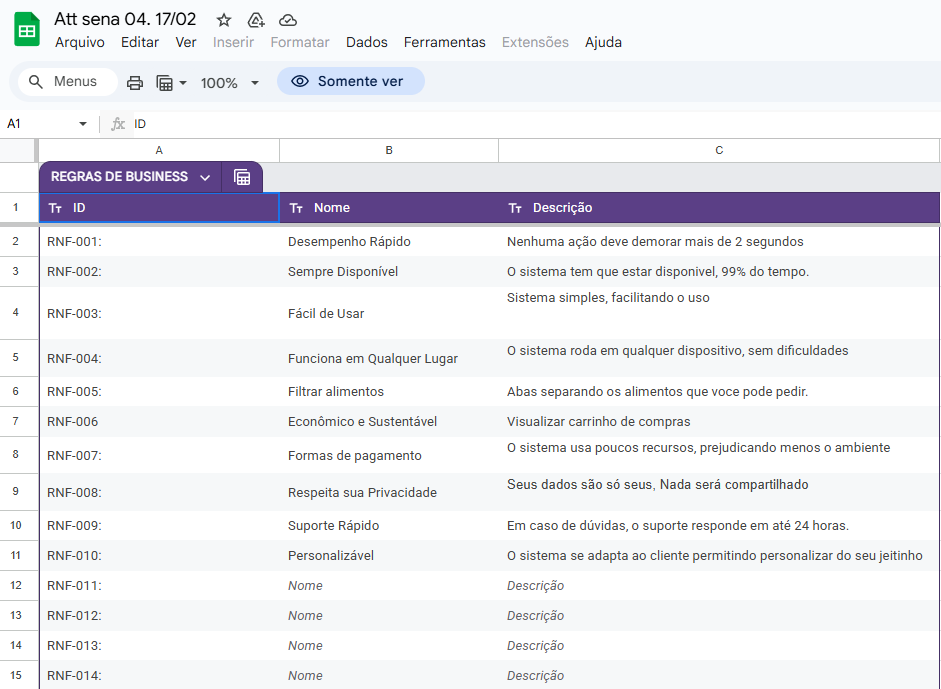 Att sena 04. 17/02
Arquivo Editar Ver Inserir Formatar Dados Ferramentas Extensões Ajuda
Menus 100% Somente ver
A1 fx ID
A B C
REGRAS DE BUSINESS
1 Tт ID Tт Nome Tт Descrição
2 RNF-001: Desempenho Rápido Nenhuma ação deve demorar mais de 2 segundos
3 RNF-002: Sempre Disponível O sistema tem que estar disponivel, 99% do tempo.
4 RNF-003: Fácil de Usar Sistema simples, facilitando o uso
5 RNF-004: Funciona em Qualquer Lugar O sistema roda em qualquer dispositivo, sem dificuldades
6 RNF-005: Filtrar alimentos Abas separando os alimentos que voce pode pedir.
7 RNF-006 Econômico e Sustentável Visualizar carrinho de compras
8 RNF-007: Formas de pagamento O sistema usa poucos recursos, prejudicando menos o ambiente
9 RNF-008: Respeita sua Privacidade Seus dados são só seus, Nada será compartilhado
10 RNF-009: Suporte Rápido Em caso de dúvidas, o suporte responde em até 24 horas.
11 RNF-010: Personalizável O sistema se adapta ao cliente permitindo personalizar do seu jeitinho
12 RNF-011: Nome Descrição
13 RNF-012: Nome Descrição
14 RNF-013: Nome Descrição
15 RNF-014: Nome Descrição